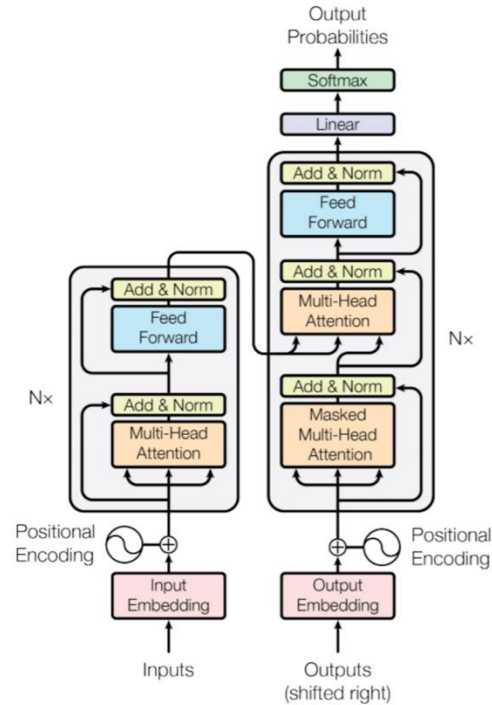 Output
Probabilities
Softmax
Linear
Add & Norm
Feed
Forward
Add & Norm
Multi-Head
Attention
Add & Norm
Masked
Multi-Head
Attention
N×
Add & Norm
Feed
Forward
Add & Norm
Multi-Head
Attention
N×
Positional
Encoding
Positional
Encoding
Input
Embedding
Output
Embedding
Inputs
Outputs
(shifted right)